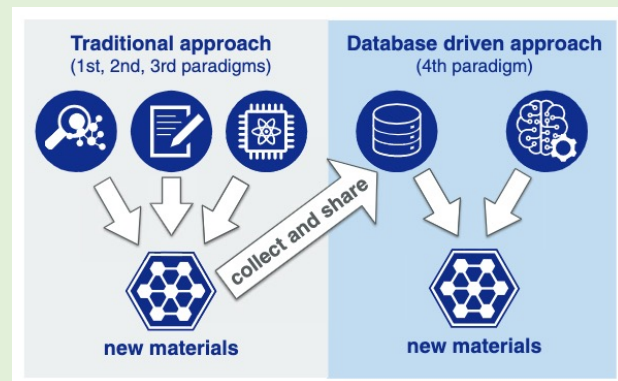 Traditional approach
(1st, 2nd, 3rd paradigms)
collect and share
new materials
Database driven approach
(4th paradigm)
new materials